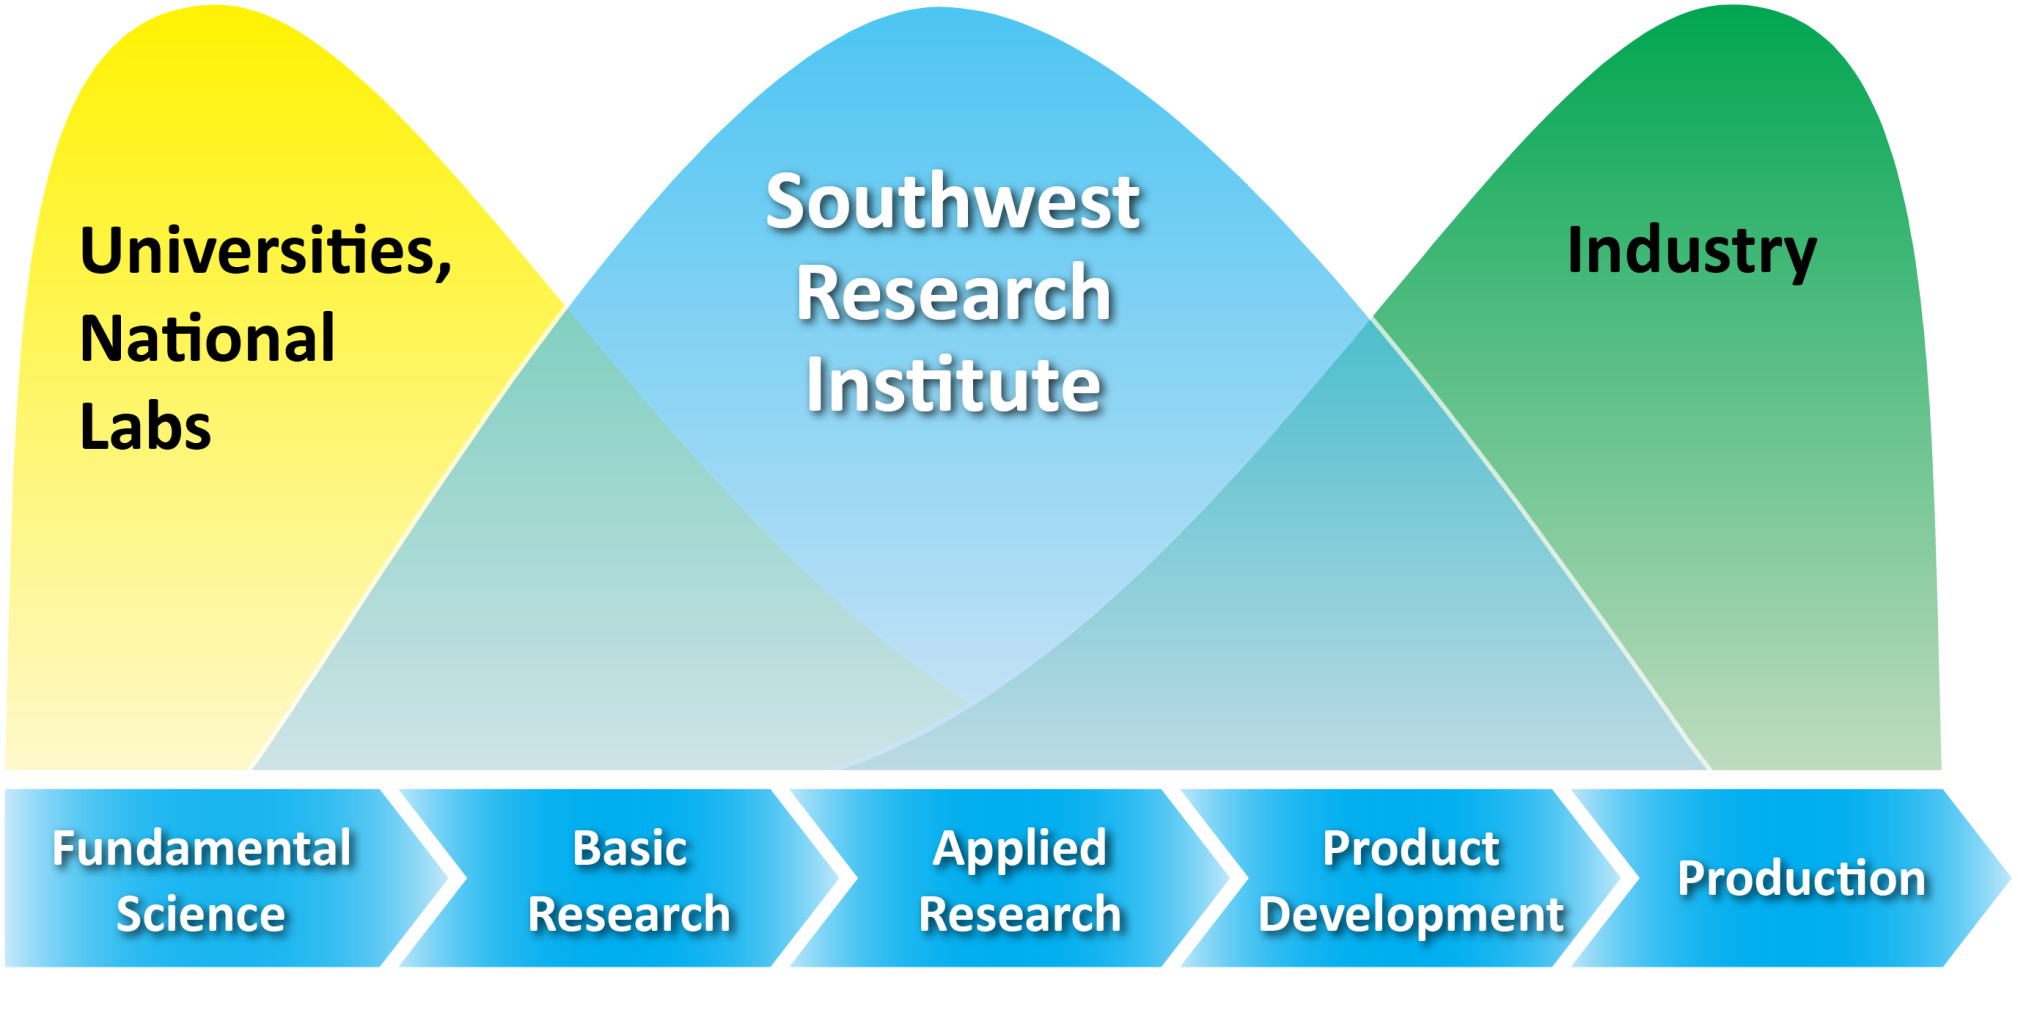 Universities,
National
Labs
Southwest
Research
Institute
Industry
Fundamental
Science
Basic
Research
Applied
Research
Product
Development
Production